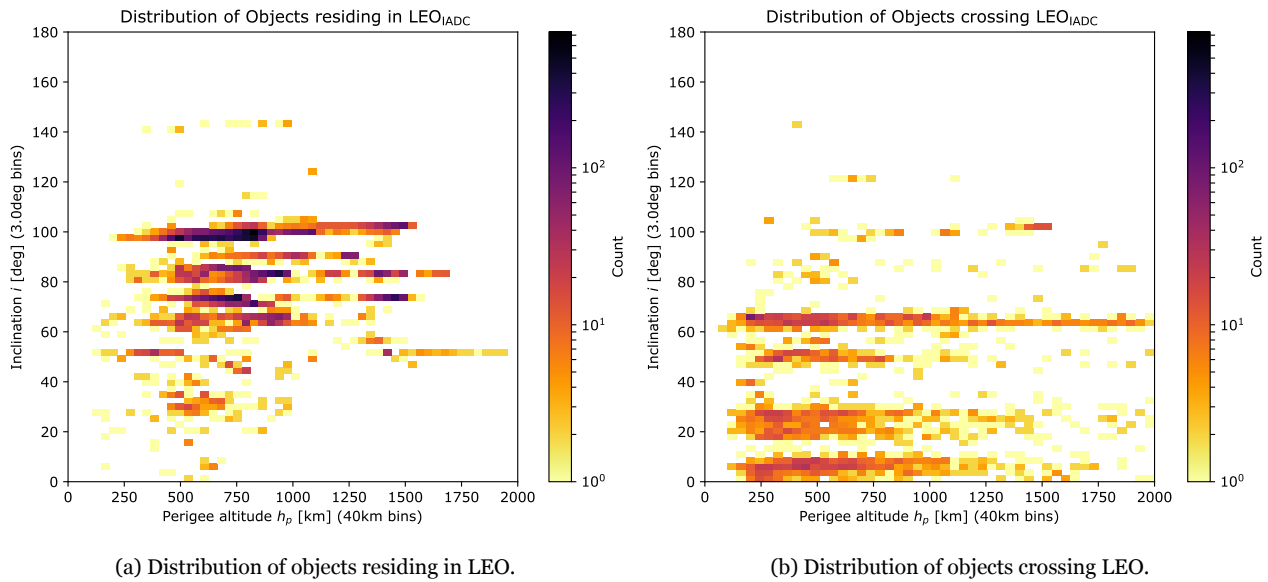 Distribution of Objects residing in LEO_IADC
180
160
140
120
100
80
60
40
20
0
0 250 500 750 1000 1250 1500 1750 2000
Inclination i [deg] (3.0deg bins)
Perigee altitude h_p [km] (40km bins)
10^2
10^1
10^0
Count
(a) Distribution of objects residing in LEO.
Distribution of Objects crossing LEO_IADC
180
160
140
120
100
80
60
40
20
0
0 250 500 750 1000 1250 1500 1750 2000
Inclination i [deg] (3.0deg bins)
Perigee altitude h_p [km] (40km bins)
10^2
10^1
10^0
Count
(b) Distribution of objects crossing LEO.